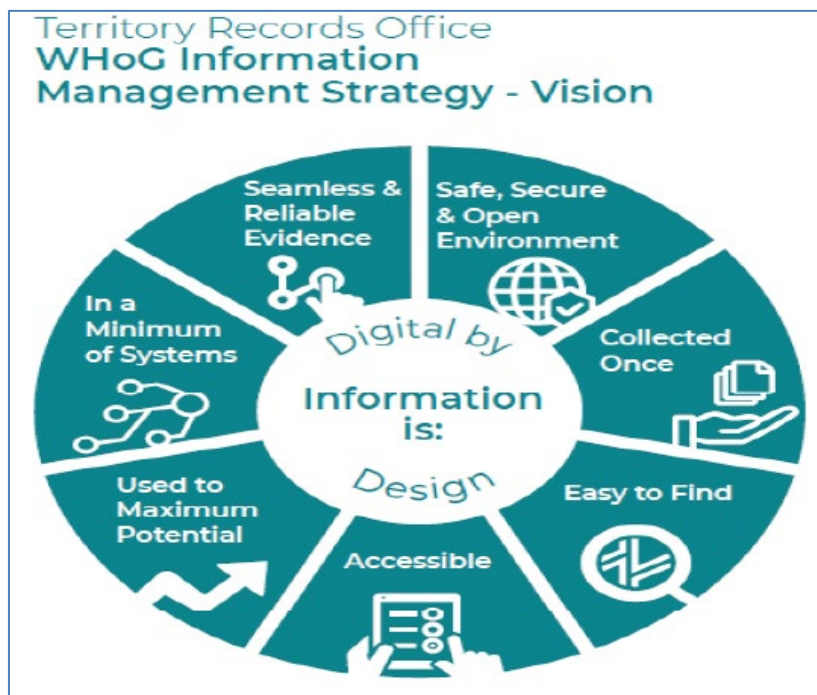 Territory Records Office
WHoG Information
Management Strategy - Vision
Seamless &
Reliable
Evidence
Safe, Secure
& Open
Environment
In a
Minimum
of Systems
Collected
Once
Digital by
Information
is:
Design
Used to
Maximum
Potential
Easy to Find
Accessible